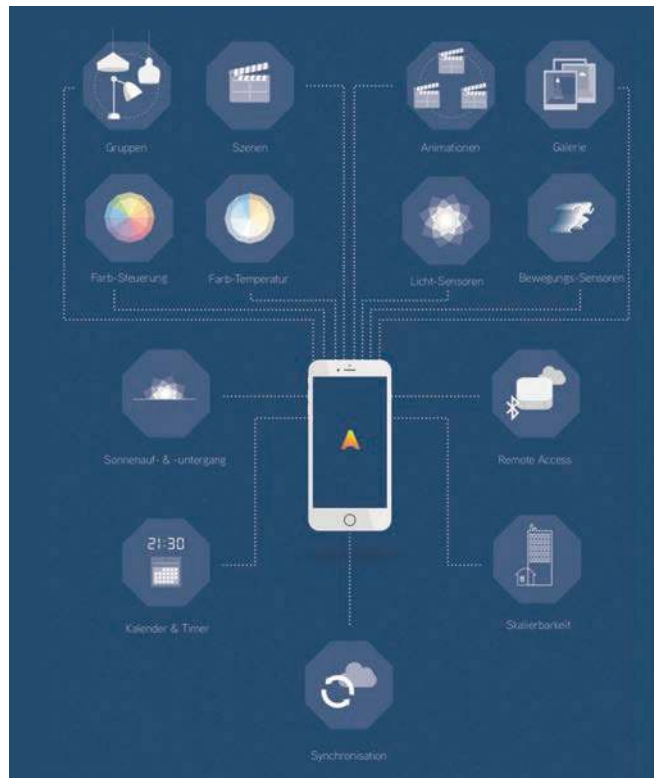 Gruppen
Szenen
Animationen
Galerie
Farb-Steuerung
Farb-Temperatur
Licht-Sensoren
Bewegungs-Sensoren
Sonnenauf- & -untergang
Remote Access
21:30
Kalender & Timer
Skalierbarkeit
Synchronisation